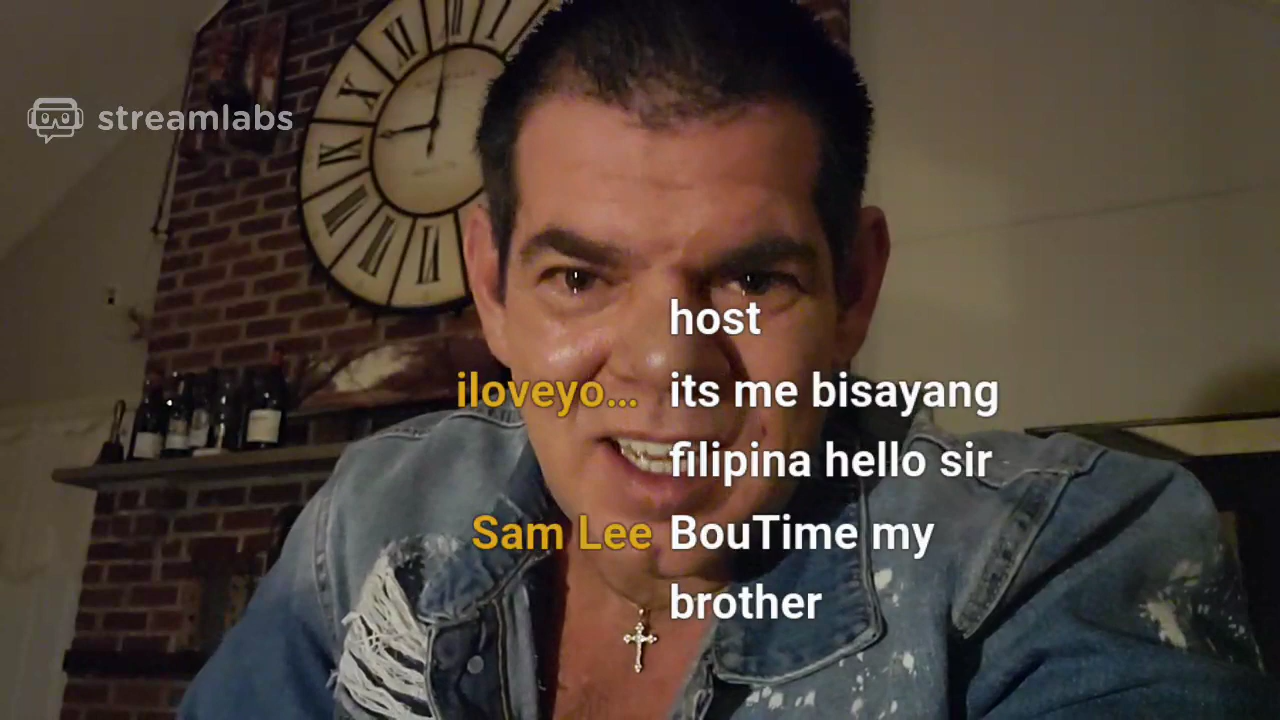 streamlabs
host
iloveyo... its me bisayang
filipina hello sir
Sam Lee BouTime my
brother